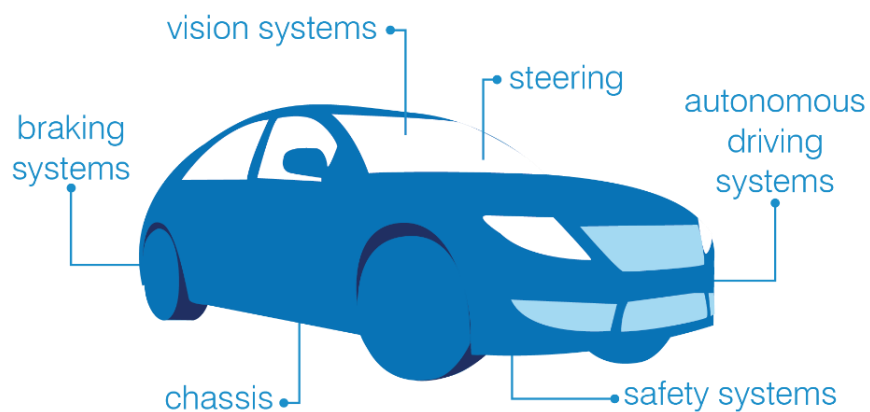 vision systems
steering
autonomous
driving
systems
braking
systems
chassis
safety systems